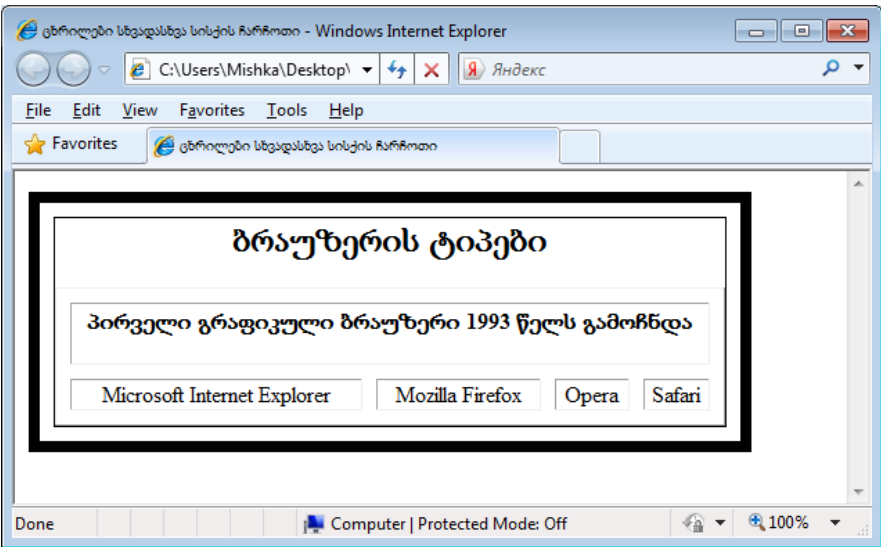 ცხრილები სხვადასხვა სისქის ჩარჩოთი - Windows Internet Explorer
C:\Users\Mishka\Desktop\ Яндекс
File Edit View Favorites Tools Help
Favorites ცხრილები სხვადასხვა სისქის ჩარჩოთი
ბრაუზერის ტიპები
პირველი გრაფიკული ბრაუზერი 1993 წელს გამოჩნდა
Microsoft Internet Explorer Mozilla Firefox Opera Safari
Done Computer | Protected Mode: Off 100%